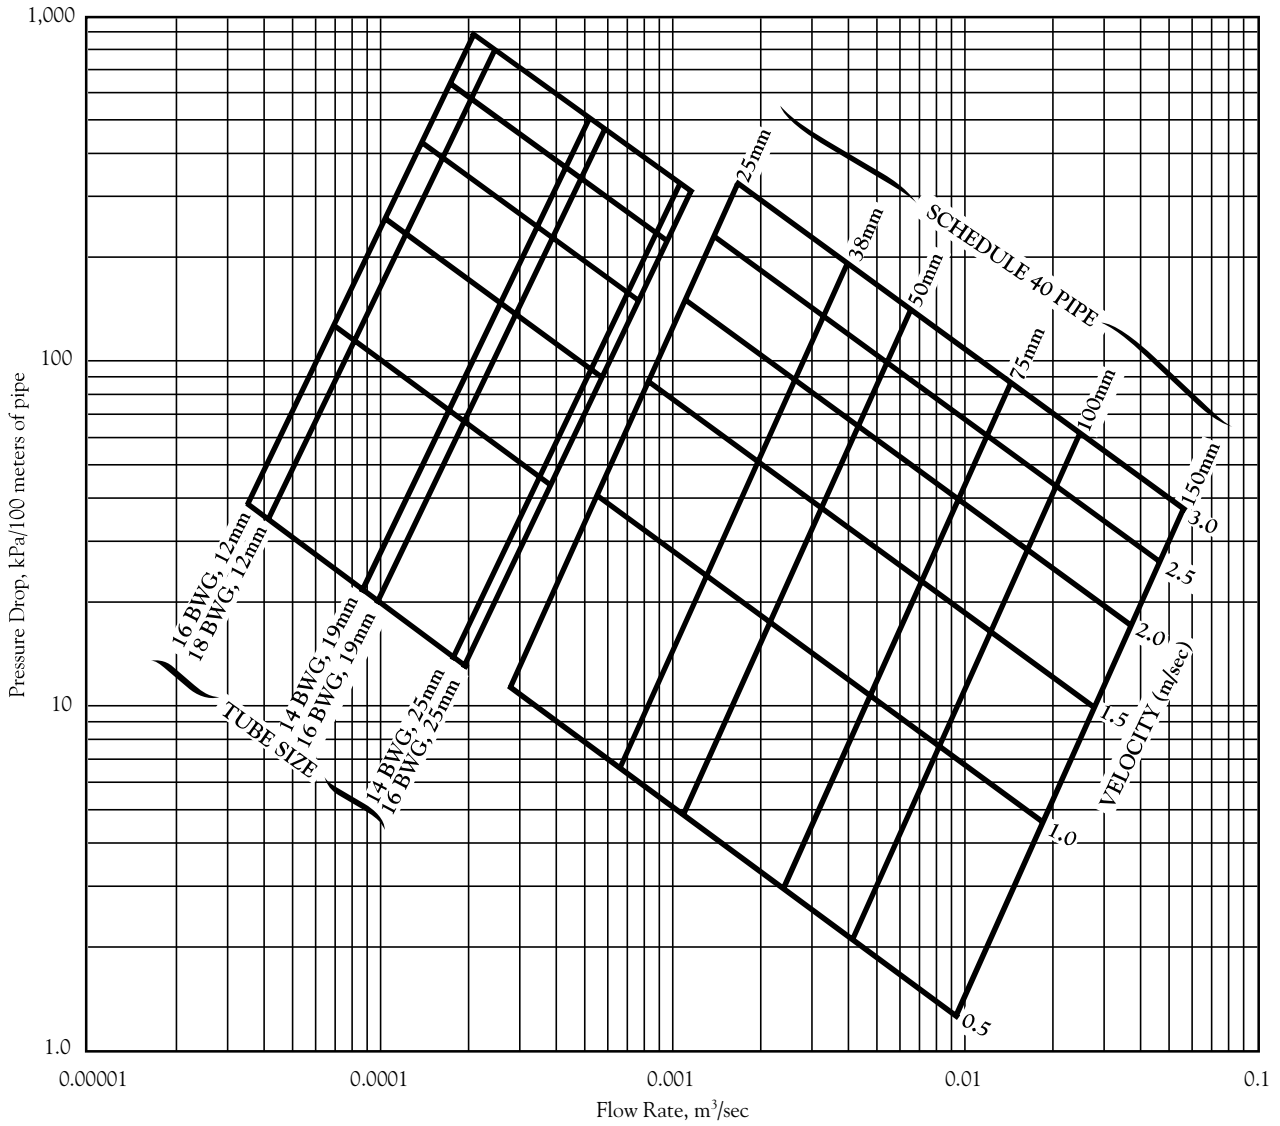 1,000
100
10
1.0
Pressure Drop, kPa/100 meters of pipe
0.00001
0.0001
0.001
0.01
0.1
Flow Rate, m³/sec
16 BWG, 12mm
18 BWG, 12mm
14 BWG, 19mm
16 BWG, 19mm
14 BWG, 25mm
16 BWG, 25mm
TUBE SIZE
25mm
38mm
50mm
75mm
100mm
150mm
SCHEDULE 40 PIPE
3.0
2.5
2.0
1.5
1.0
0.5
VELOCITY (m/sec)